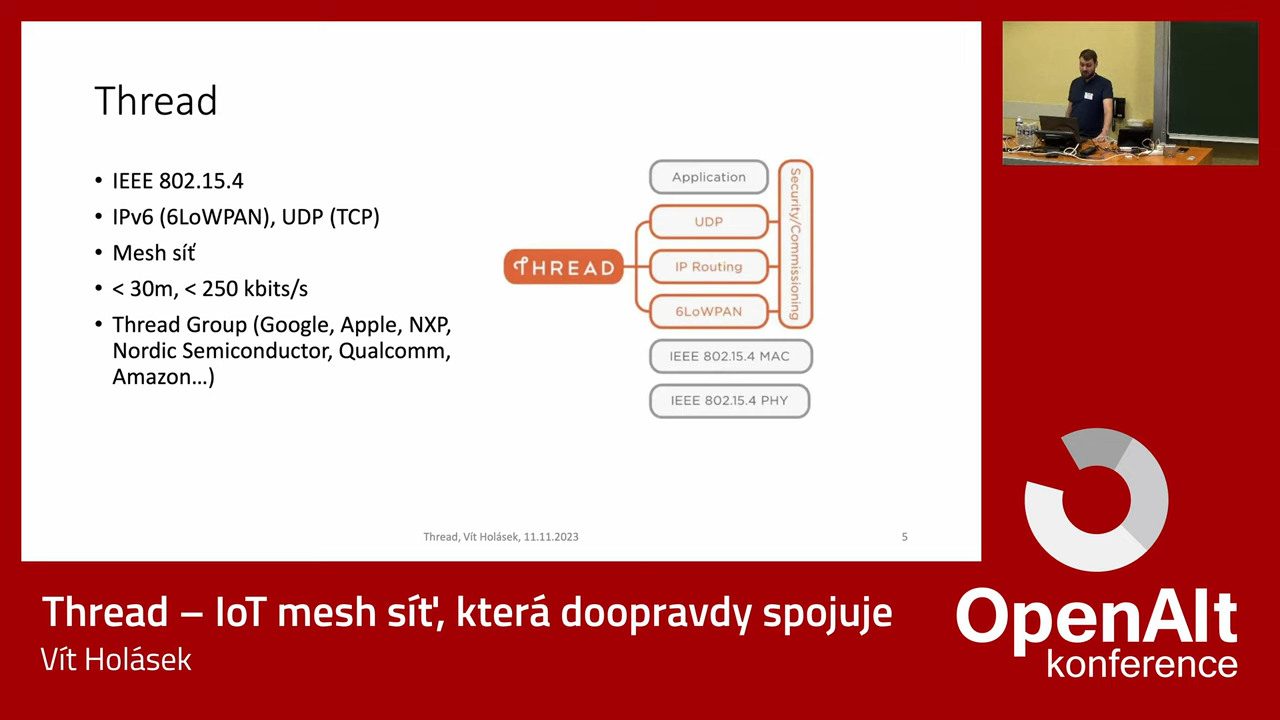 Thread
• IEEE 802.15.4
• IPv6 (6LoWPAN), UDP (TCP)
• Mesh síť
• < 30m, < 250 kbits/s
• Thread Group (Google, Apple, NXP,
Nordic Semiconductor, Qualcomm,
Amazon...)
THREAD
Application
UDP
IP Routing
6LoWPAN
Security/Commissioning
IEEE 802.15.4 MAC
IEEE 802.15.4 PHY
Thread, Vít Holásek, 11.11.2023
5
Thread – IoT mesh síť, která doopravdy spojuje
Vít Holásek
OpenAlt
konference